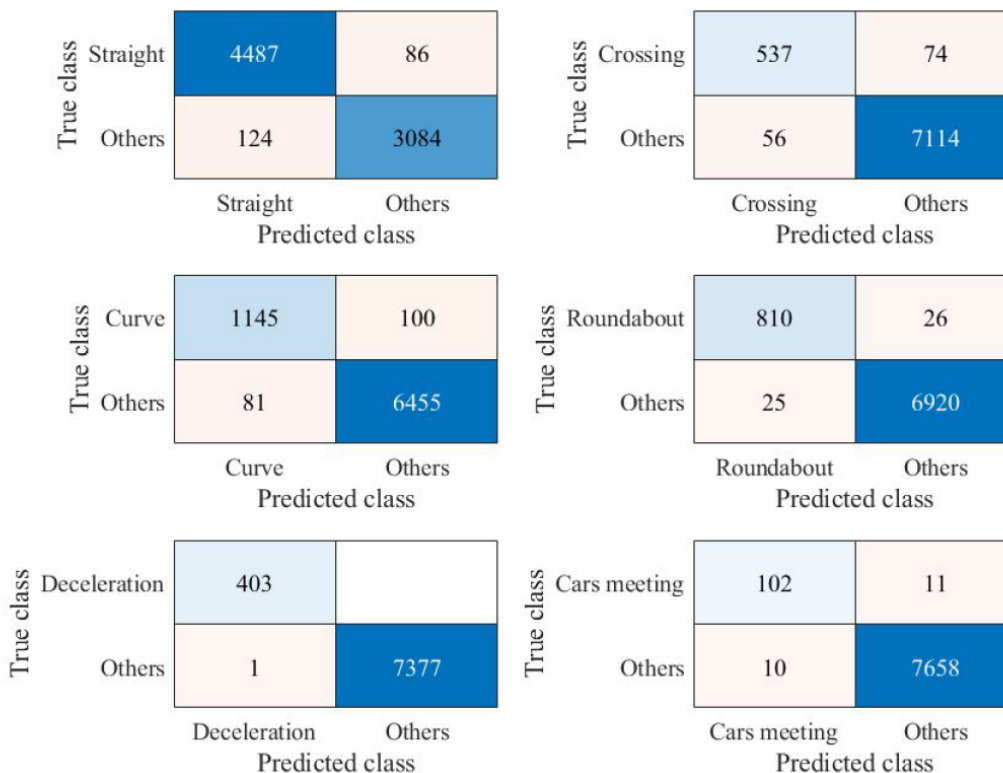 True class
Straight 4487 86
Others 124 3084
Straight Others
Predicted class
True class
Crossing 537 74
Others 56 7114
Crossing Others
Predicted class
True class
Curve 1145 100
Others 81 6455
Curve Others
Predicted class
True class
Roundabout 810 26
Others 25 6920
Roundabout Others
Predicted class
True class
Deceleration 403
Others 1 7377
Deceleration Others
Predicted class
True class
Cars meeting 102 11
Others 10 7658
Cars meeting Others
Predicted class